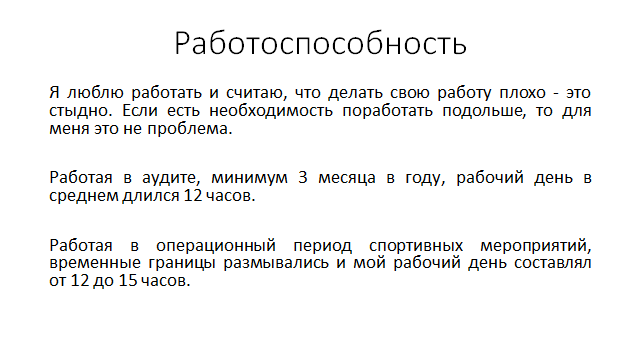 Работоспособность
Я люблю работать и считаю, что делать свою работу плохо - это
стыдно. Если есть необходимость поработать подольше, то для
меня это не проблема.
Работая в аудите, минимум 3 месяца в году, рабочий день в
среднем длился 12 часов.
Работая в операционный период спортивных мероприятий,
временные границы размывались и мой рабочий день составлял
от 12 до 15 часов.